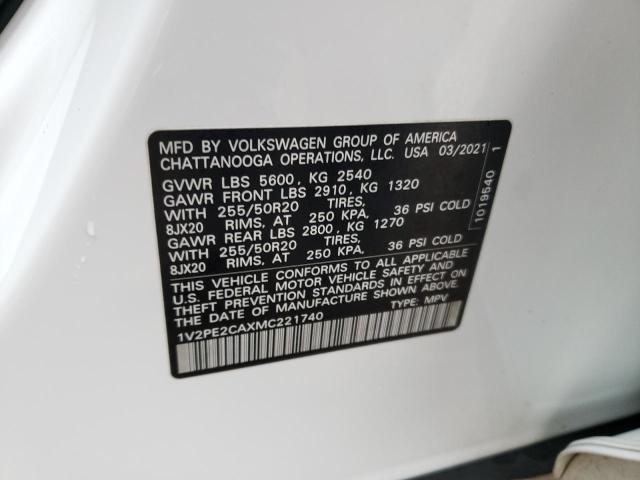 MFD BY VOLKSWAGEN GROUP OF AMERICA
CHATTANOOGA OPERATIONS, LLC. USA 03/2021
GVWR LBS 5600, KG 2540
GAWR FRONT LBS 2910, KG 1320
WITH 255/50R20 TIRES,
8JX20 RIMS, AT 250 KPA, 36 PSI COLD
GAWR REAR LBS 2800, KG 1270
WITH 255/50R20 TIRES,
8JX20 RIMS, AT 250 KPA, 36 PSI COLD
THIS VEHICLE CONFORMS TO ALL APPLICABLE
U.S. FEDERAL MOTOR VEHICLE SAFETY AND
THEFT PREVENTION STANDARDS IN EFFECT ON
THE DATE OF MANUFACTURE SHOWN ABOVE.
1V2PE2CAXMC221740 TYPE: MPV
1019540 1